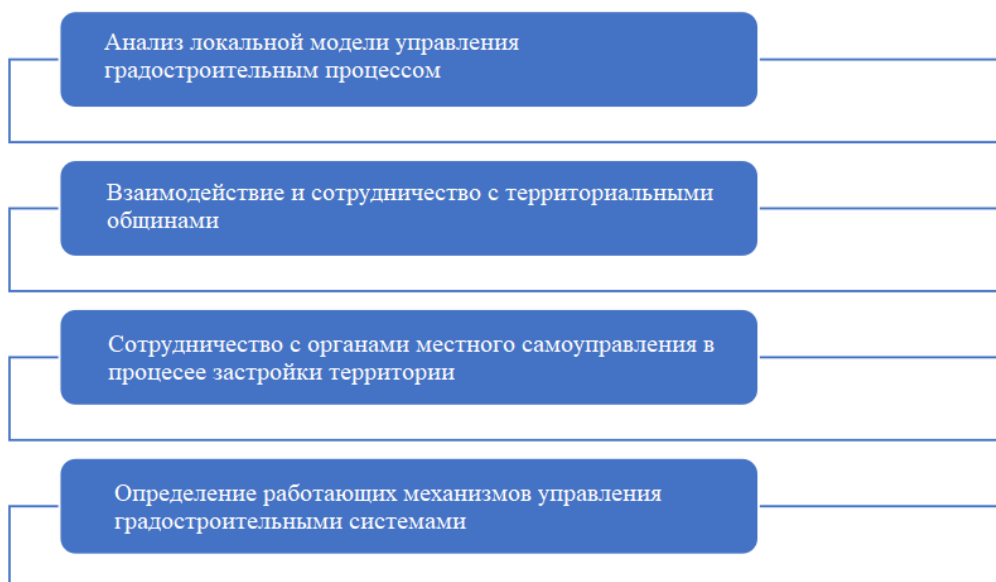 Анализ локальной модели управления
градостроительным процессом
Взаимодействие и сотрудничество с территориальными
общинами
Сотрудничество с органами местного самоуправления в
процесее застройки территории
Определение работающих механизмов управления
градостроительными системами